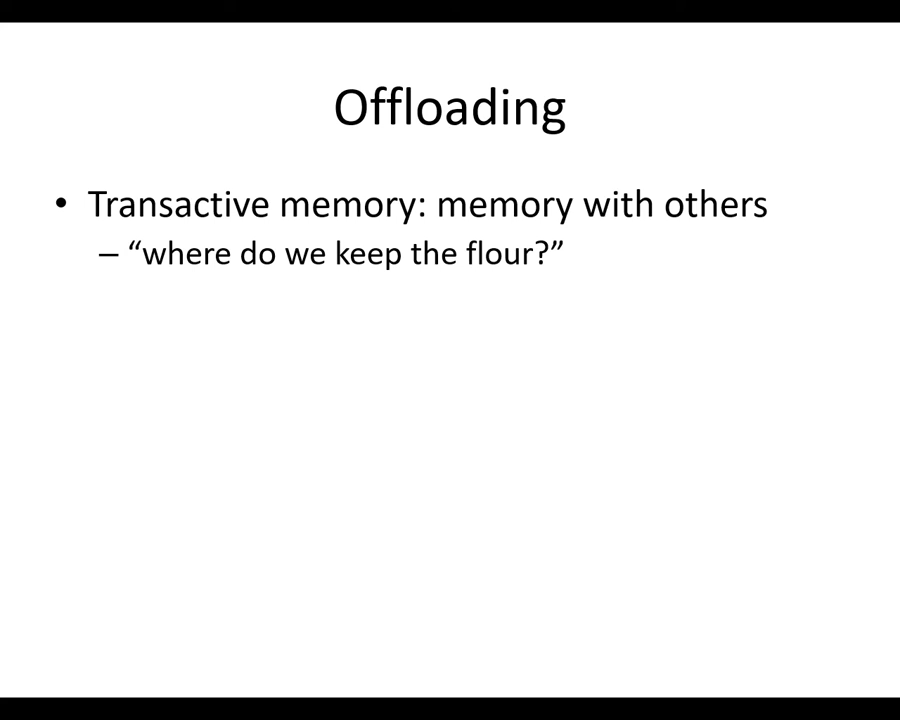 Offloading
• Transactive memory: memory with others
– “where do we keep the flour?”